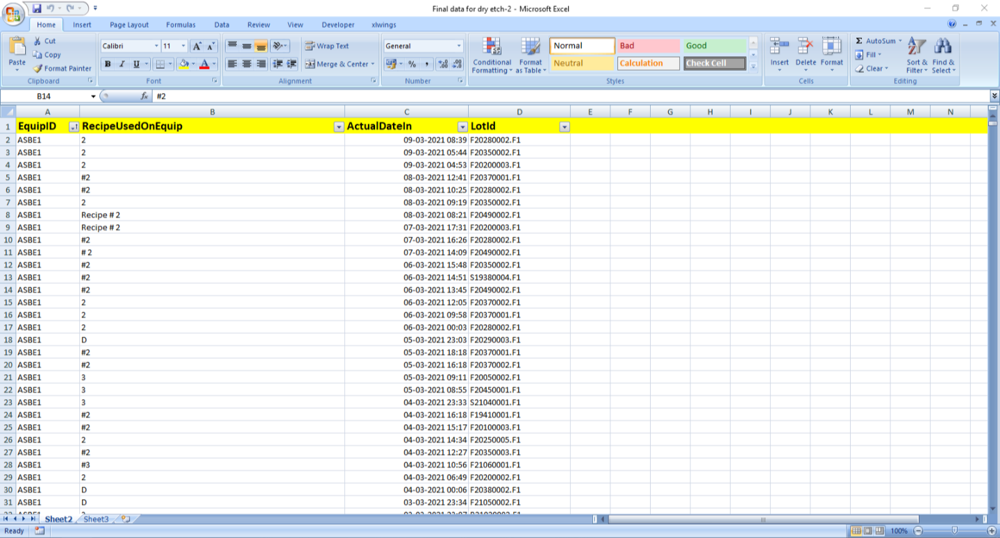 Final data for dry etch-2 - Microsoft Excel
Home Insert Page Layout Formulas Data Review View Developer xlwings
Cut
Copy
Format Painter
Paste
Clipboard
Calibri 11
B I U
Font
Wrap Text
Merge & Center
Alignment
General
%
Number
Conditional Formatting
Format as Table
Normal Bad Good
Neutral Calculation Check Cell
Styles
Insert Delete Format
Cells
AutoSum
Fill
Clear
Sort & Filter
Find & Select
Editing
B14 fx #2
A B C D E F G H I J K L M N
1 EquipID RecipeUsedOnEquip ActualDateIn LotId
2 ASBE1 2 09-03-2021 08:39 F20280002.F1
3 ASBE1 2 09-03-2021 05:44 F20350002.F1
4 ASBE1 2 09-03-2021 04:53 F20200003.F1
5 ASBE1 #2 08-03-2021 12:41 F20370001.F1
6 ASBE1 #2 08-03-2021 10:25 F20280002.F1
7 ASBE1 2 08-03-2021 09:19 F20350002.F1
8 ASBE1 Recipe # 2 08-03-2021 08:21 F20490002.F1
9 ASBE1 Recipe # 2 07-03-2021 17:31 F20200003.F1
10 ASBE1 #2 07-03-2021 16:26 F20280002.F1
11 ASBE1 # 2 07-03-2021 14:09 F20490002.F1
12 ASBE1 #2 06-03-2021 15:48 F20350002.F1
13 ASBE1 #2 06-03-2021 14:51 S19380004.F1
14 ASBE1 #2 06-03-2021 13:45 F20490002.F1
15 ASBE1 2 06-03-2021 12:05 F20370002.F1
16 ASBE1 2 06-03-2021 09:58 F20370001.F1
17 ASBE1 2 06-03-2021 00:03 F20280002.F1
18 ASBE1 D 05-03-2021 23:03 F20290003.F1
19 ASBE1 #2 05-03-2021 18:18 F20370001.F1
20 ASBE1 #2 05-03-2021 16:18 F20370002.F1
21 ASBE1 3 05-03-2021 09:11 F20050002.F1
22 ASBE1 3 05-03-2021 08:55 F20450001.F1
23 ASBE1 3 04-03-2021 23:33 S21040001.F1
24 ASBE1 #2 04-03-2021 16:18 F19410001.F1
25 ASBE1 #2 04-03-2021 15:17 F20100003.F1
26 ASBE1 2 04-03-2021 14:34 F20250005.F1
27 ASBE1 #2 04-03-2021 12:27 F20350003.F1
28 ASBE1 #3 04-03-2021 10:56 F21060001.F1
29 ASBE1 2 04-03-2021 06:49 F20200002.F1
30 ASBE1 D 04-03-2021 00:06 F20380002.F1
31 ASBE1 D 03-03-2021 23:34 F21050002.F1
Sheet2 Sheet3
Ready 100%